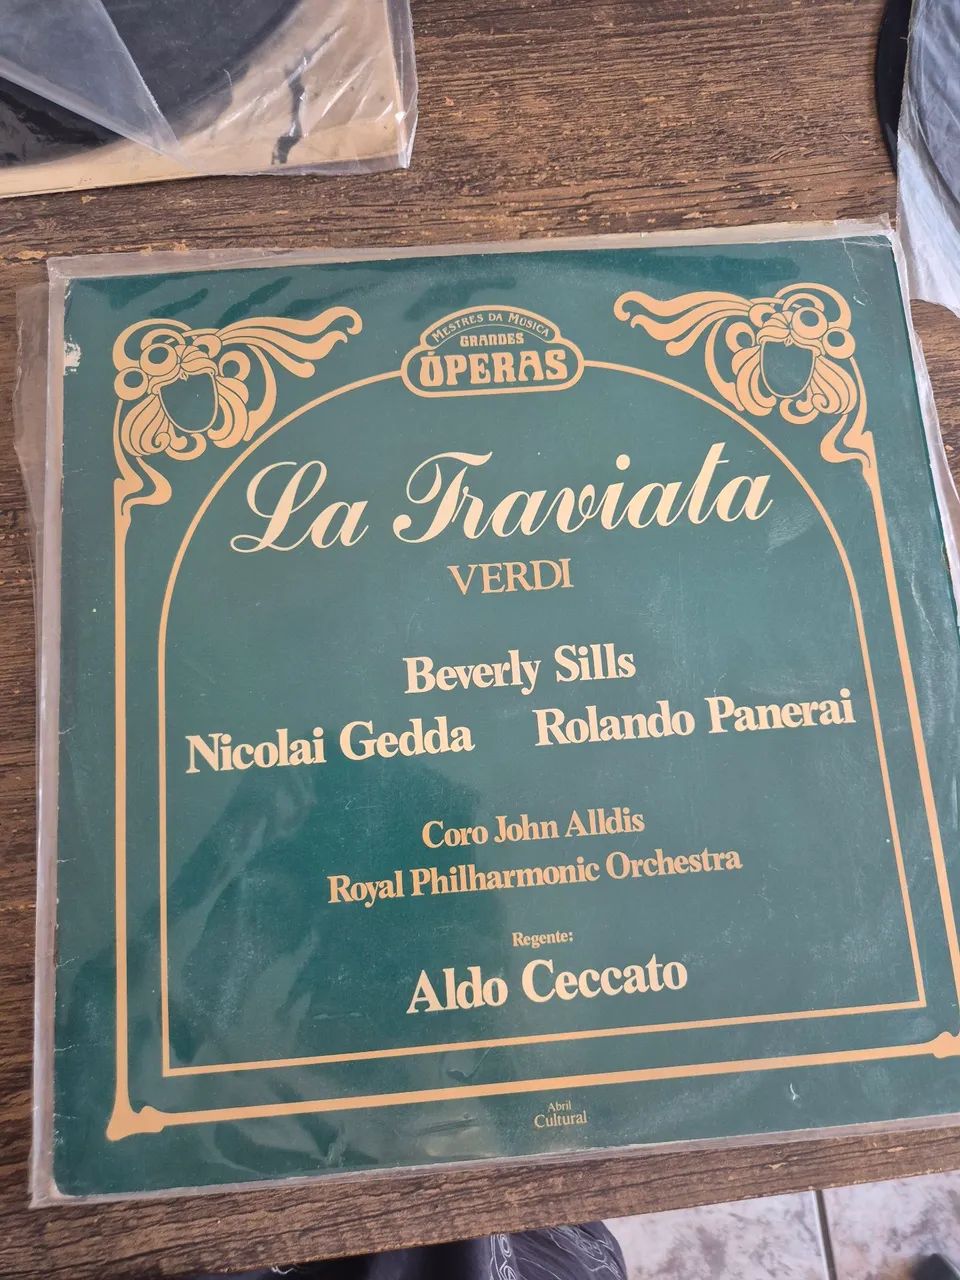 MESTRES DA MÚSICA
GRANDES
ÓPERAS
La Traviata
VERDI
Beverly Sills
Nicolai Gedda Rolando Panerai
Coro John Alldis
Royal Philharmonic Orchestra
Regente:
Aldo Ceccato
Abril
Cultural